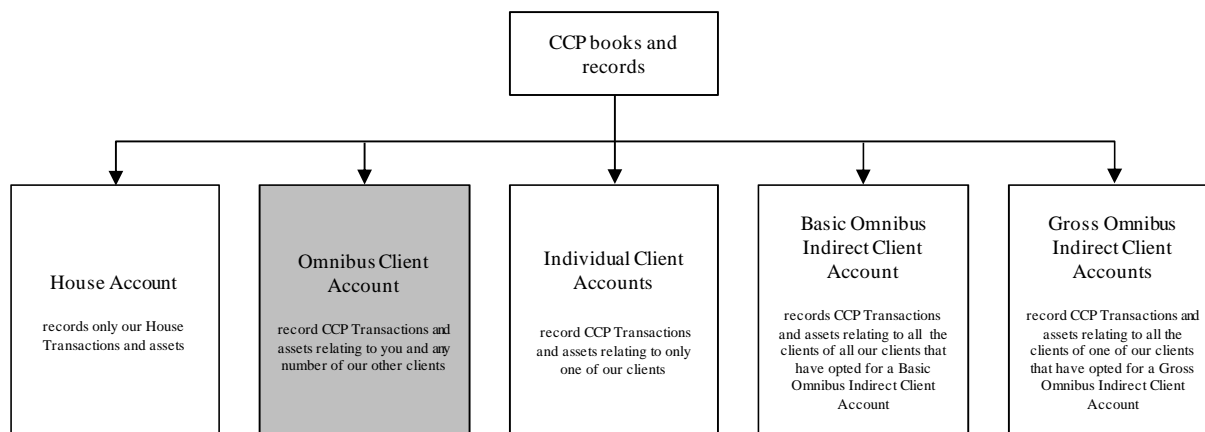 CCP books and
records
House Account
records only our House
Transactions and assets
Omnibus Client
Account
record CCP Transactions and
assets relating to you and any
number of our other clients
Individual Client
Accounts
record CCP Transactions
and assets relating to only
one of our clients
Basic Omnibus
Indirect Client
Account
records CCP Transactions
and assets relating to all the
clients of all our clients that
have opted for a Basic
Omnibus Indirect Client
Account
Gross Omnibus
Indirect Client
Accounts
record CCP Transactions and
assets relating to all the
clients of one of our clients
that have opted for a Gross
Omnibus Indirect Client
Account